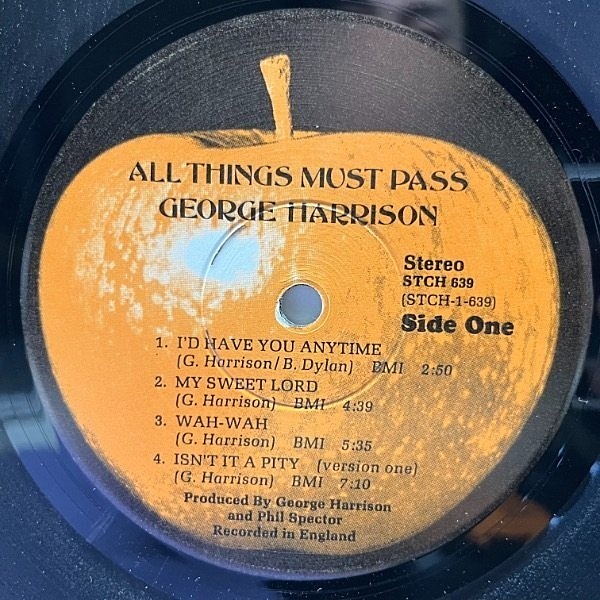 ALL THINGS MUST PASS
GEORGE HARRISON
Stereo
STCH 639
(STCH-1-639)
Side One
1. I'D HAVE YOU ANYTIME
(G. Harrison/B. Dylan) BMI 2:50
2. MY SWEET LORD
(G. Harrison) BMI 4:39
3. WAH-WAH
(G. Harrison) BMI 5:35
4. ISN'T IT A PITY (version one)
(G. Harrison) BMI 7:10
Produced By George Harrison
and Phil Spector
Recorded in England